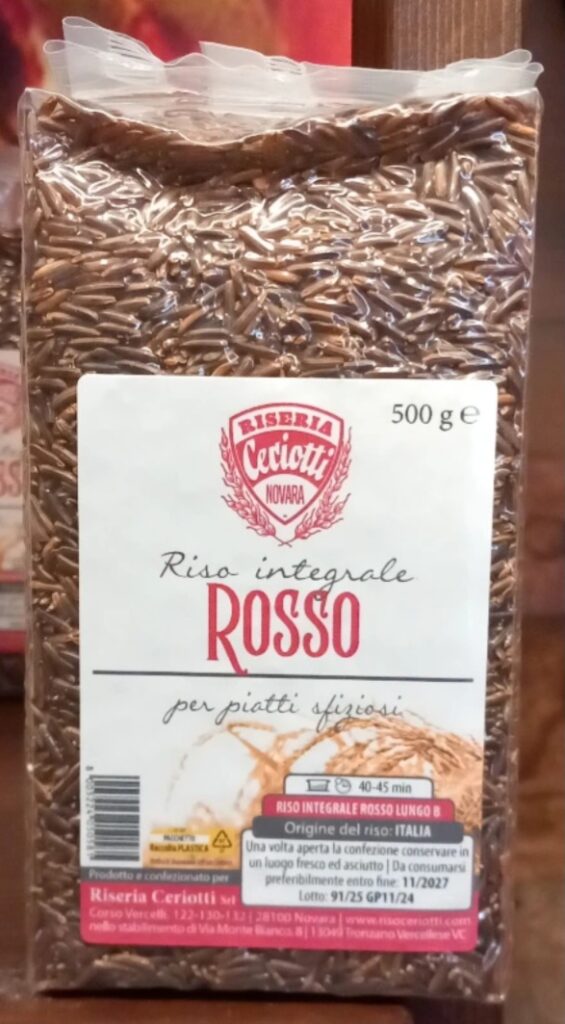 500 g ℮
RISERIA
Ceriotti
NOVARA
Riso integrale
ROSSO
per piatti sfiziosi
40-45 min
RISO INTEGRALE ROSSO LUNGO B
Origine del riso: ITALIA
Una volta aperta la confezione conservare in
un luogo fresco ed asciutto | Da consumarsi
preferibilmente entro fine: 11/2027
Lotto: 91/25 GP11/24
PACCHETTO
Raccolta PLASTICA
Prodotto e confezionato per
Riseria Ceriotti Srl
Corso Vercelli, 122-130-132 | 28100 Novara | www.risoceriotti.com
nello stabilimento di Via Monte Bianco, 8 | 13049 Tronzano Vercellese VC